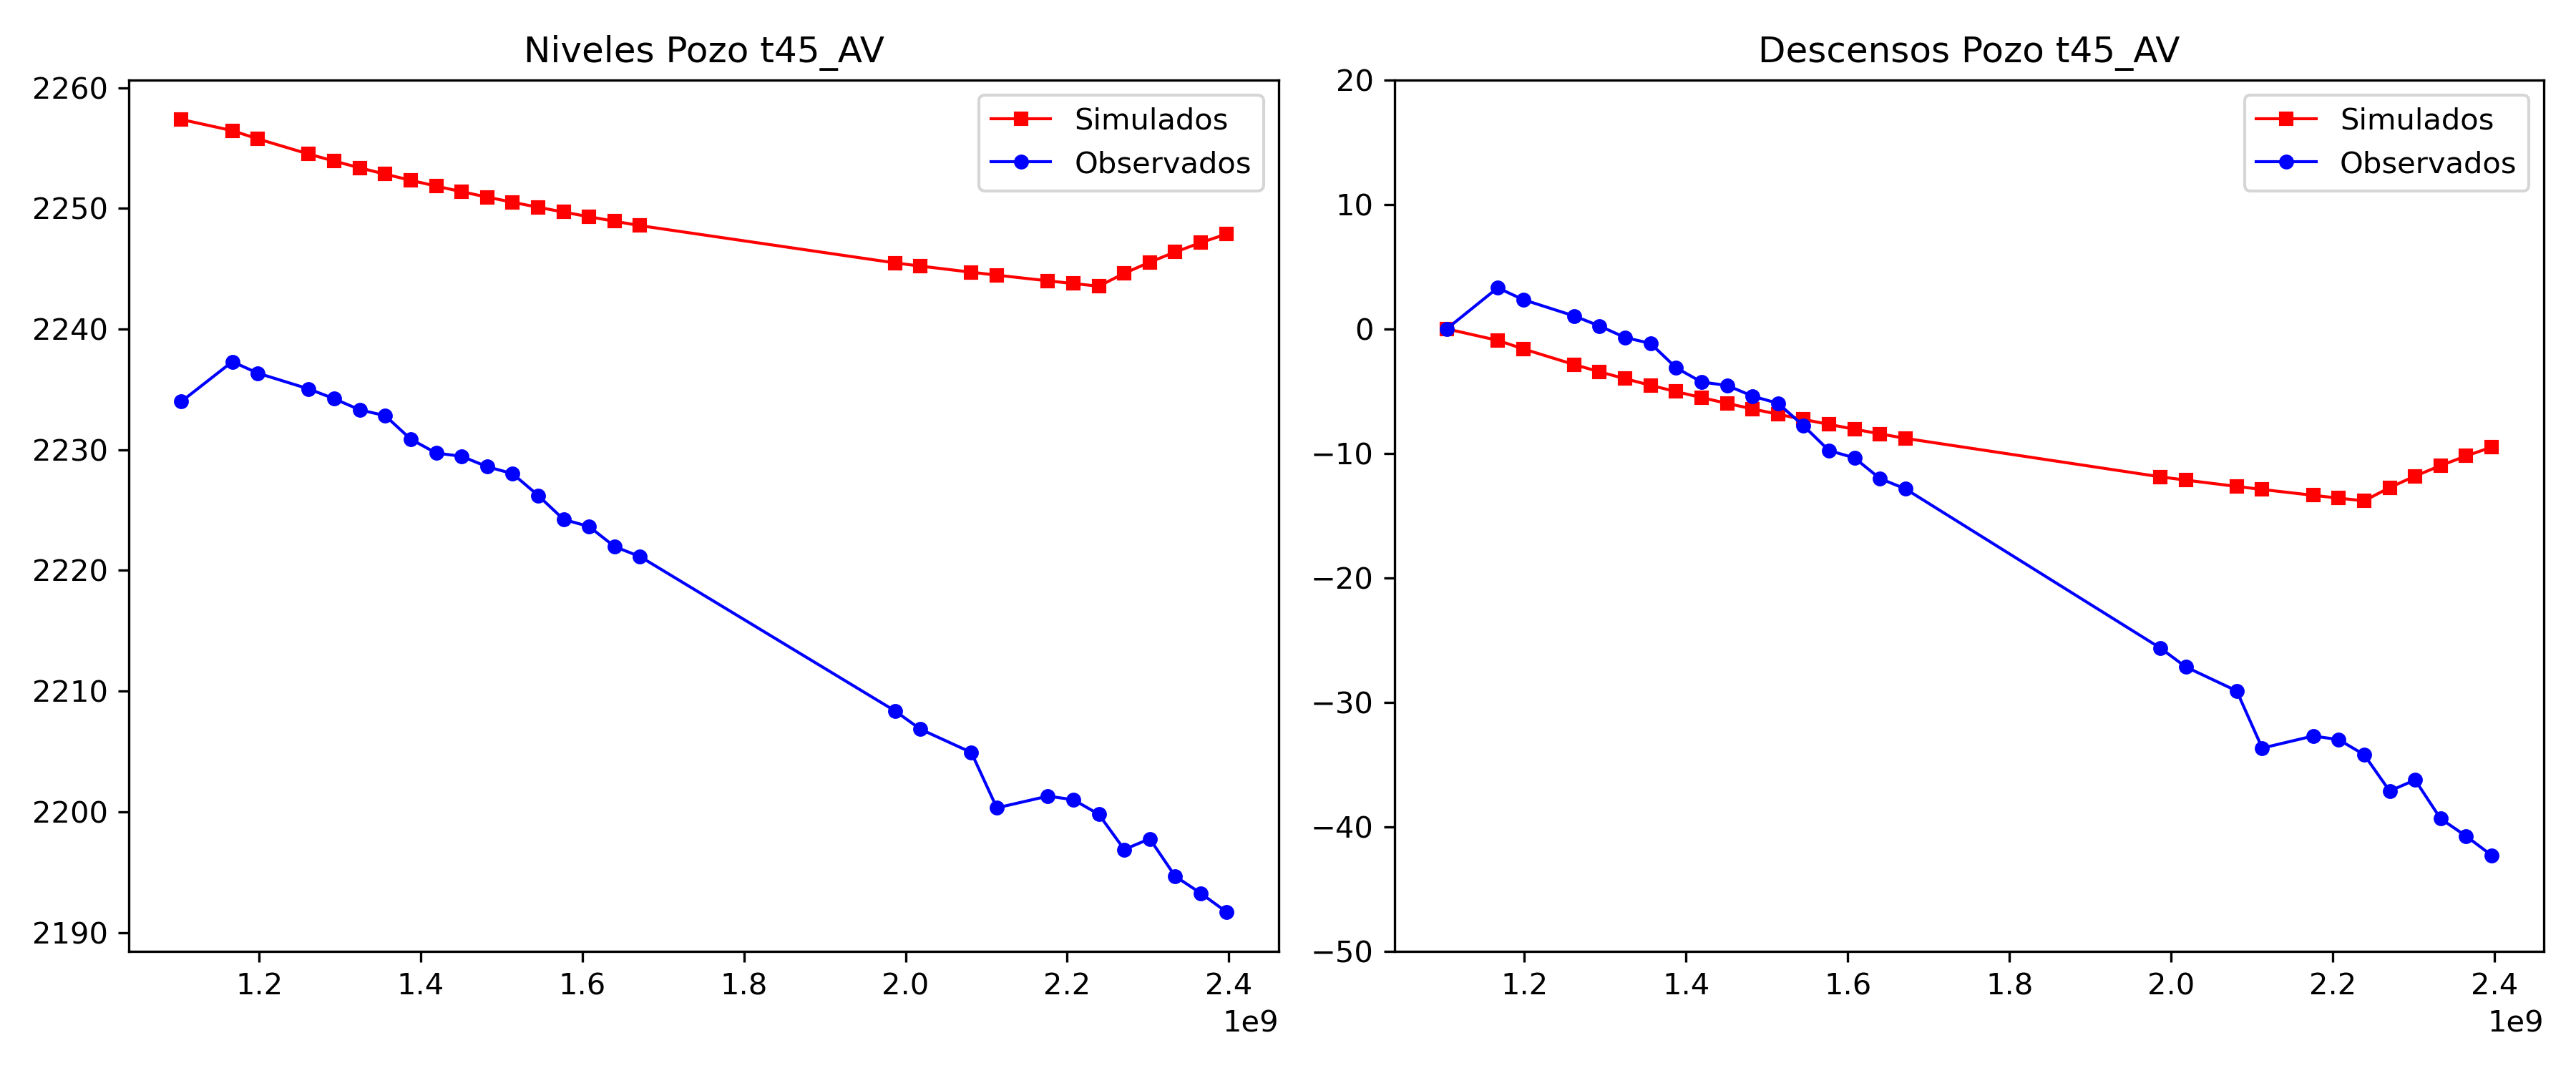 Niveles Pozo t45_AV
2260
2250
2240
2230
2220
2210
2200
2190
Simulados
Observados
1.2 1.4 1.6 1.8 2.0 2.2 2.4
1e9
Descensos Pozo t45_AV
20
10
0
−10
−20
−30
−40
−50
Simulados
Observados
1.2 1.4 1.6 1.8 2.0 2.2 2.4
1e9